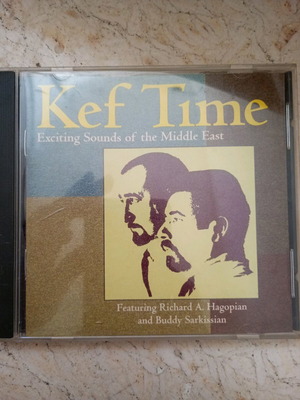 Kef Time
Exciting Sounds of the Middle East
Featuring Richard A. Hagopian
and Buddy Sarkissian